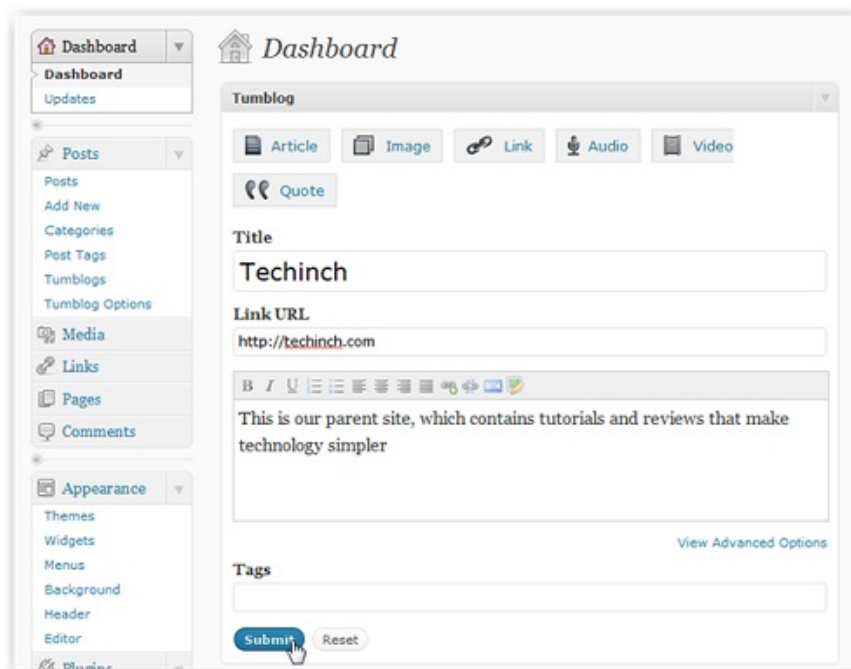 Dashboard
Dashboard
Updates
Posts
Posts
Add New
Categories
Post Tags
Tumblogs
Tumblog Options
Media
Links
Pages
Comments
Appearance
Themes
Widgets
Menus
Background
Header
Editor
Plugins
Dashboard
Tumblog
Article Image Link Audio Video
Quote
Title
Techinch
Link URL
http://techinch.com
B I U
This is our parent site, which contains tutorials and reviews that make
technology simpler
View Advanced Options
Tags
Submit Reset